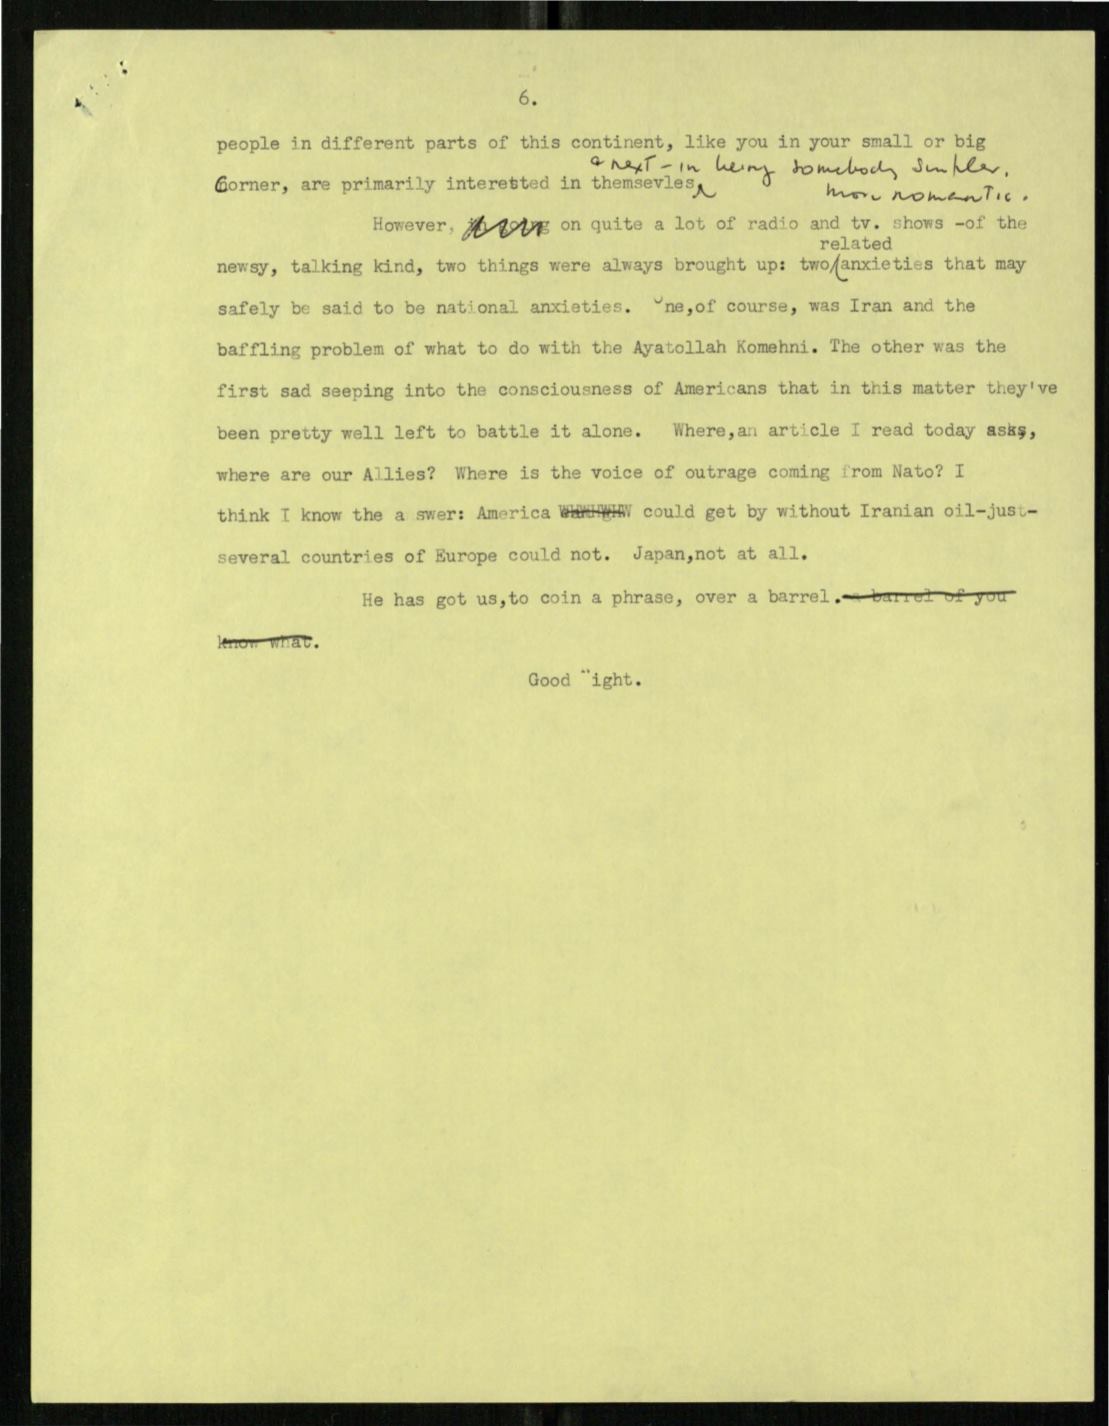 6.
people in different parts of this continent, like you in your small or big
& next - in being somebody simpler,
Corner, are primarily interested in themsevles
more romantic.
However, on quite a lot of radio and tv. shows -of the
related
newsy, talking kind, two things were always brought up: two anxieties that may
safely be said to be national anxieties. One,of course, was Iran and the
baffling problem of what to do with the Ayatollah Komehni. The other was the
first sad seeping into the consciousness of Americans that in this matter they've
been pretty well left to battle it alone. Where,an article I read today asks,
where are our Allies? Where is the voice of outrage coming from Nato? I
think I know the a swer: America could get by without Iranian oil-just-
several countries of Europe could not. Japan,not at all.
He has got us,to coin a phrase, over a barrel. a barrel of you
know what.
Good Night.